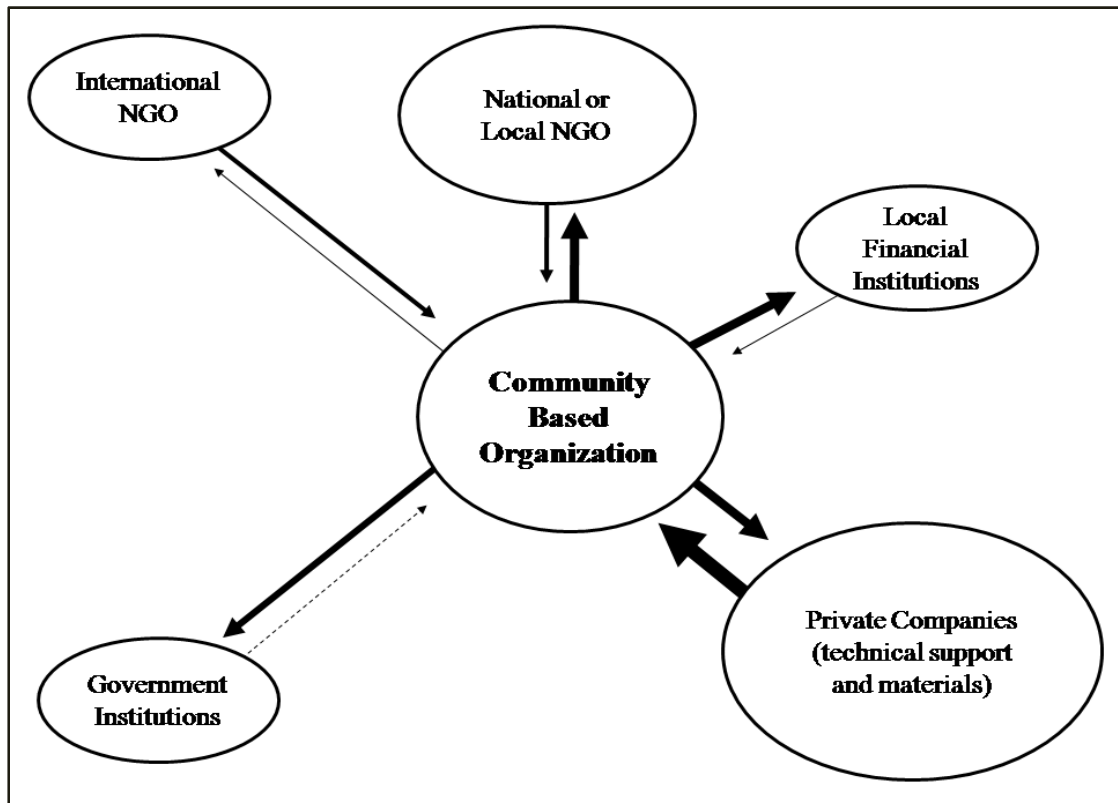 International
NGO
National or
Local NGO
Local
Financial
Institutions
Community
Based
Organization
Private Companies
(technical support
and materials)
Government
Institutions